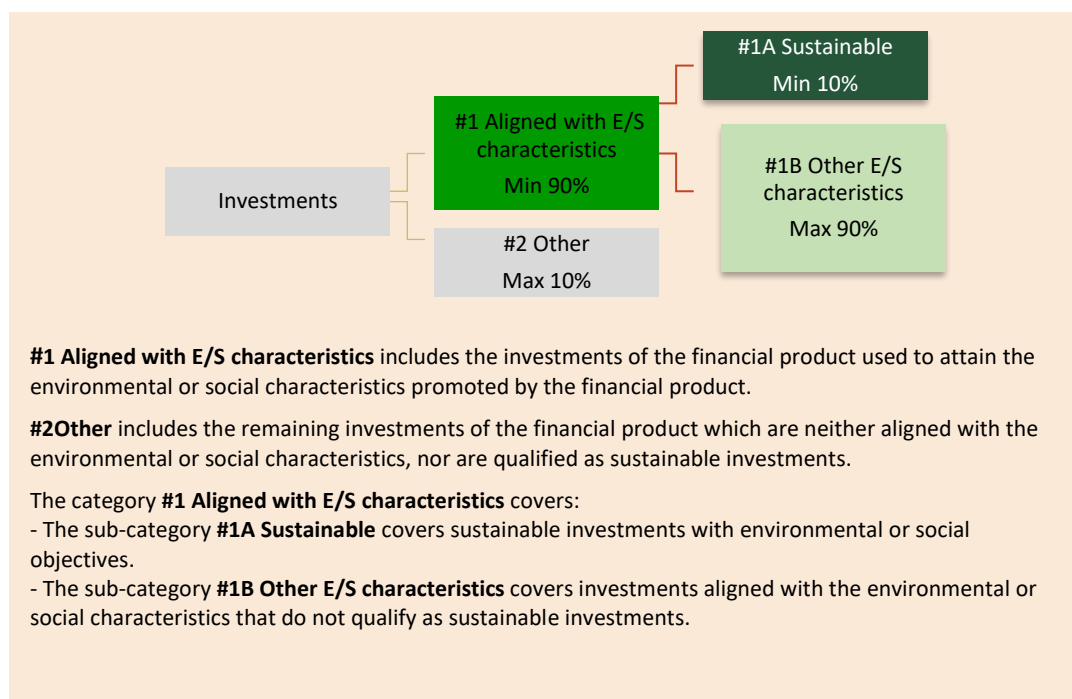 #1A Sustainable
Min 10%
#1 Aligned with E/S
characteristics
Min 90%
#1B Other E/S
characteristics
Max 90%
Investments
#2 Other
Max 10%
#1 Aligned with E/S characteristics includes the investments of the financial product used to attain the
environmental or social characteristics promoted by the financial product.
#2Other includes the remaining investments of the financial product which are neither aligned with the
environmental or social characteristics, nor are qualified as sustainable investments.
The category #1 Aligned with E/S characteristics covers:
- The sub-category #1A Sustainable covers sustainable investments with environmental or social
objectives.
- The sub-category #1B Other E/S characteristics covers investments aligned with the environmental or
social characteristics that do not qualify as sustainable investments.